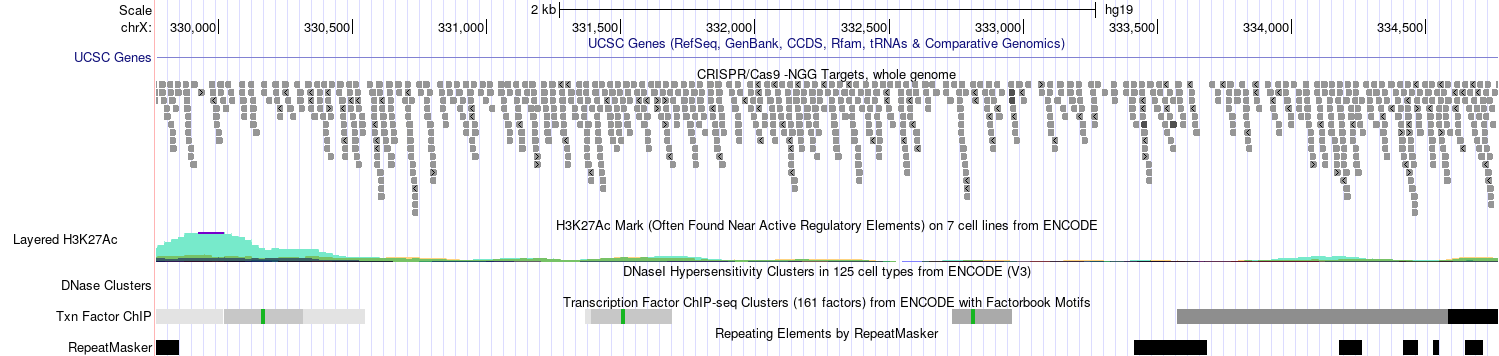 Scale 2 kb hg19
chrX: 330,000 330,500 331,000 331,500 332,000 332,500 333,000 333,500 334,000 334,500
UCSC Genes (RefSeq, GenBank, CCDS, Rfam, tRNAs & Comparative Genomics)
UCSC Genes
CRISPR/Cas9 -NGG Targets, whole genome
H3K27Ac Mark (Often Found Near Active Regulatory Elements) on 7 cell lines from ENCODE
Layered H3K27Ac
DNaseI Hypersensitivity Clusters in 125 cell types from ENCODE (V3)
DNase Clusters
Transcription Factor ChIP-seq Clusters (161 factors) from ENCODE with Factorbook Motifs
Txn Factor ChIP
Repeating Elements by RepeatMasker
RepeatMasker